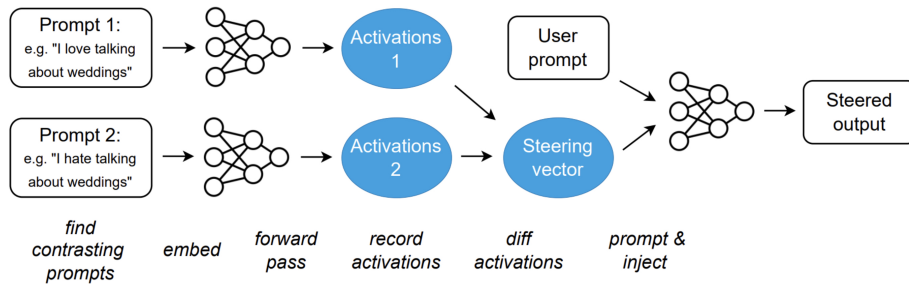 Prompt 1:
e.g. "I love talking
about weddings"
Activations
1
User
prompt
Steered
output
Prompt 2:
e.g. "I hate talking
about weddings"
Activations
2
Steering
vector
find
contrasting
prompts
embed
forward
pass
record
activations
diff
activations
prompt &
inject